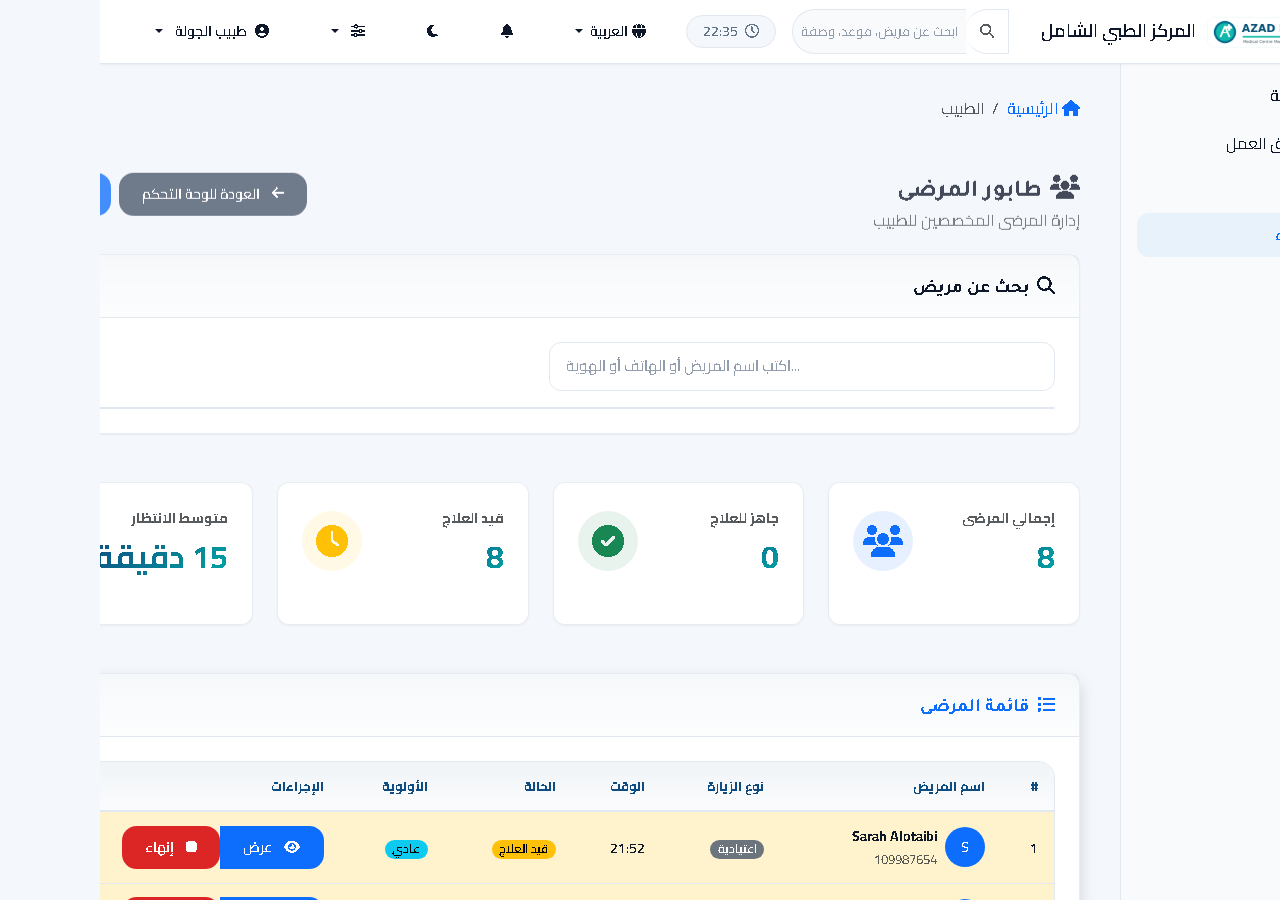 AZAD
المركز الطبي الشامل
ابحث عن مريض، موعد، وصفة
22:35
العربية
طبيب الجولة
ق العمل
الرئيسية / الطبيب
طابور المرضى
إدارة المرضى المخصصين للطبيب
العودة للوحة التحكم
بحث عن مريض
اكتب اسم المريض أو الهاتف أو الهوية...
إجمالي المرضى
8
جاهز للعلاج
0
قيد العلاج
8
متوسط الانتظار
15 دقيقة
قائمة المرضى
# اسم المريض نوع الزيارة الوقت الحالة الأولوية الإجراءات
1 S Sarah Alotaibi اعتيادية 21:52 قيد العلاج عادي عرض إنهاء
109987654